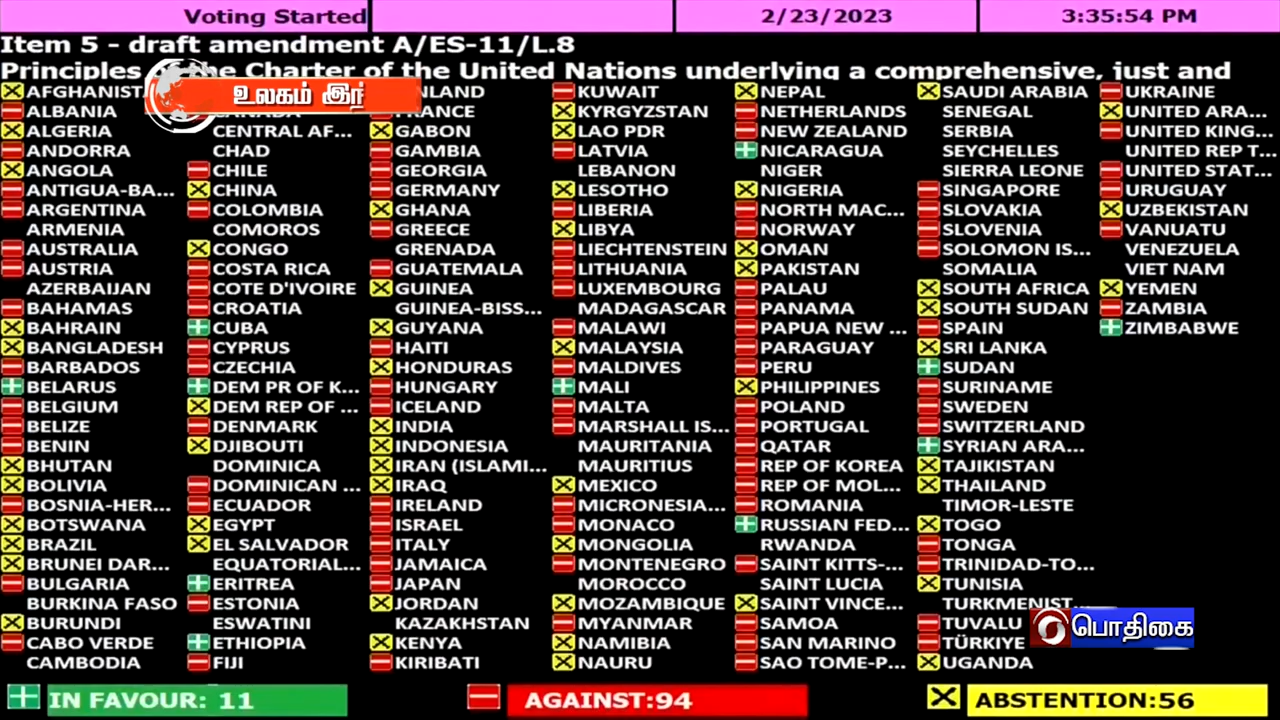 Voting Started 2/23/2023 3:35:54 PM
Item 5 - draft amendment A/ES-11/L.8
Principles the Charter of the United Nations underlying a comprehensive, just and
உலகம் இர்
AFGHANIST
ALBANIA
ALGERIA
ANDORRA
ANGOLA
ANTIGUA-BA...
ARGENTINA
ARMENIA
AUSTRALIA
AUSTRIA
AZERBAIJAN
BAHAMAS
BAHRAIN
BANGLADESH
BARBADOS
BELARUS
BELGIUM
BELIZE
BENIN
BHUTAN
BOLIVIA
BOSNIA-HER...
BOTSWANA
BRAZIL
BRUNEI DAR...
BULGARIA
BURKINA FASO
BURUNDI
CABO VERDE
CAMBODIA
CANADA
CENTRAL AF...
CHAD
CHILE
CHINA
COLOMBIA
COMOROS
CONGO
COSTA RICA
COTE D'IVOIRE
CROATIA
CUBA
CYPRUS
CZECHIA
DEM PR OF K...
DEM REP OF ...
DENMARK
DJIBOUTI
DOMINICA
DOMINICAN ...
ECUADOR
EGYPT
EL SALVADOR
EQUATORIAL...
ERITREA
ESTONIA
ESWATINI
ETHIOPIA
FIJI
NLAND
FRANCE
GABON
GAMBIA
GEORGIA
GERMANY
GHANA
GREECE
GRENADA
GUATEMALA
GUINEA
GUINEA-BISS...
GUYANA
HAITI
HONDURAS
HUNGARY
ICELAND
INDIA
INDONESIA
IRAN (ISLAMI...
IRAQ
IRELAND
ISRAEL
ITALY
JAMAICA
JAPAN
JORDAN
KAZAKHSTAN
KENYA
KIRIBATI
KUWAIT
KYRGYZSTAN
LAO PDR
LATVIA
LEBANON
LESOTHO
LIBERIA
LIBYA
LIECHTENSTEIN
LITHUANIA
LUXEMBOURG
MADAGASCAR
MALAWI
MALAYSIA
MALDIVES
MALI
MALTA
MARSHALL IS...
MAURITANIA
MAURITIUS
MEXICO
MICRONESIA...
MONACO
MONGOLIA
MONTENEGRO
MOROCCO
MOZAMBIQUE
MYANMAR
NAMIBIA
NAURU
NEPAL
NETHERLANDS
NEW ZEALAND
NICARAGUA
NIGER
NIGERIA
NORTH MAC...
NORWAY
OMAN
PAKISTAN
PALAU
PANAMA
PAPUA NEW ...
PARAGUAY
PERU
PHILIPPINES
POLAND
PORTUGAL
QATAR
REP OF KOREA
REP OF MOL...
ROMANIA
RUSSIAN FED...
RWANDA
SAINT KITTS-...
SAINT LUCIA
SAINT VINCE...
SAMOA
SAN MARINO
SAO TOME-P...
SAUDI ARABIA
SENEGAL
SERBIA
SEYCHELLES
SIERRA LEONE
SINGAPORE
SLOVAKIA
SLOVENIA
SOLOMON IS...
SOMALIA
SOUTH AFRICA
SOUTH SUDAN
SPAIN
SRI LANKA
SUDAN
SURINAME
SWEDEN
SWITZERLAND
SYRIAN ARA...
TAJIKISTAN
THAILAND
TIMOR-LESTE
TOGO
TONGA
TRINIDAD-TO...
TUNISIA
TURKMENIST...
TUVALU
TÜRKIYE
UGANDA
UKRAINE
UNITED ARA...
UNITED KING...
UNITED REP T...
UNITED STAT...
URUGUAY
UZBEKISTAN
VANUATU
VENEZUELA
VIET NAM
YEMEN
ZAMBIA
ZIMBABWE
பொதிகை
IN FAVOUR: 11 AGAINST:94 ABSTENTION:56